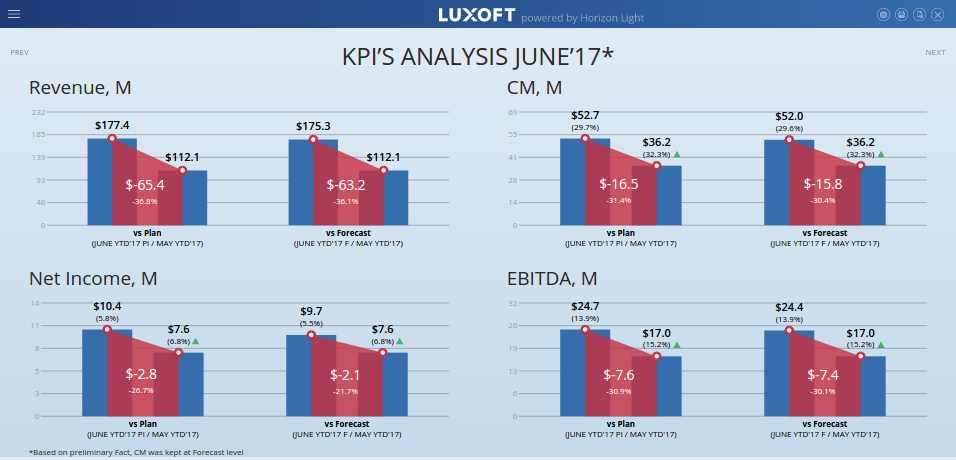 LUXOFT powered by Horizon Light
PREV
KPI'S ANALYSIS JUNE'17*
NEXT
Revenue, M
232
185
139
93
46
0
$177.4
$112.1
$-65.4
-36.8%
vs Plan
(JUNE YTD'17 PI / MAY YTD'17)
$175.3
$112.1
$-63.2
-36.1%
vs Forecast
(JUNE YTD'17 F / MAY YTD'17)
CM, M
69
55
41
28
14
0
$52.7
(29.7%)
$36.2
(32.3%)
$-16.5
-31.4%
vs Plan
(JUNE YTD'17 PI / MAY YTD'17)
$52.0
(29.6%)
$36.2
(32.3%)
$-15.8
-30.4%
vs Forecast
(JUNE YTD'17 F / MAY YTD'17)
Net Income, M
14
11
8
5
3
0
$10.4
(5.8%)
$7.6
(6.8%)
$-2.8
-26.7%
vs Plan
(JUNE YTD'17 PI / MAY YTD'17)
$9.7
(5.5%)
$7.6
(6.8%)
$-2.1
-21.7%
vs Forecast
(JUNE YTD'17 F / MAY YTD'17)
EBITDA, M
32
26
19
13
6
0
$24.7
(13.9%)
$17.0
(15.2%)
$-7.6
-30.9%
vs Plan
(JUNE YTD'17 PI / MAY YTD'17)
$24.4
(13.9%)
$17.0
(15.2%)
$-7.4
-30.1%
vs Forecast
(JUNE YTD'17 F / MAY YTD'17)
*Based on preliminary Fact, CM was kept at Forecast level